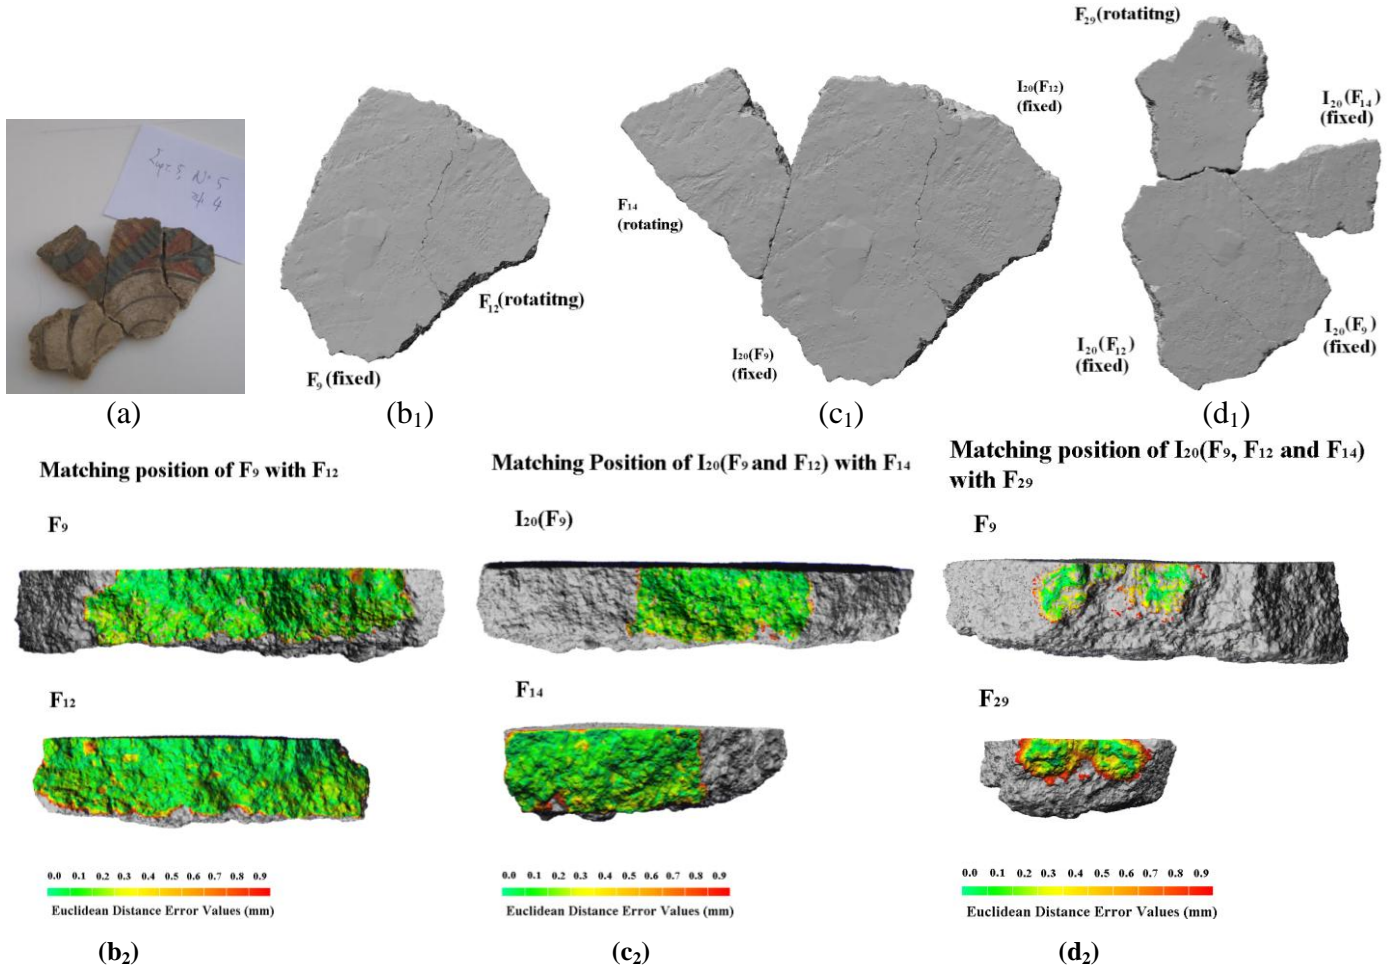 F₂₉(rotatitng)
I₂₀(F₁₄)
(fixed)
I₂₀(F₁₂)
(fixed)
F₁₄
(rotating)
F₁₂(rotatitng)
F₉ (fixed)
I₂₀(F₉)
(fixed)
I₂₀(F₁₂)
(fixed)
I₂₀(F₉)
(fixed)
(a)
(b₁)
(c₁)
(d₁)
Matching position of F₉ with F₁₂
F₉
F₁₂
0.0 0.1 0.2 0.3 0.4 0.5 0.6 0.7 0.8 0.9
Euclidean Distance Error Values (mm)
(b₂)
Matching Position of I₂₀(F₉ and F₁₂) with F₁₄
I₂₀(F₉)
F₁₄
0.0 0.1 0.2 0.3 0.4 0.5 0.6 0.7 0.8 0.9
Euclidean Distance Error Values (mm)
(c₂)
Matching position of I₂₀(F₉, F₁₂ and F₁₄)
with F₂₉
F₉
F₂₉
0.0 0.1 0.2 0.3 0.4 0.5 0.6 0.7 0.8 0.9
Euclidean Distance Error Values (mm)
(d₂)